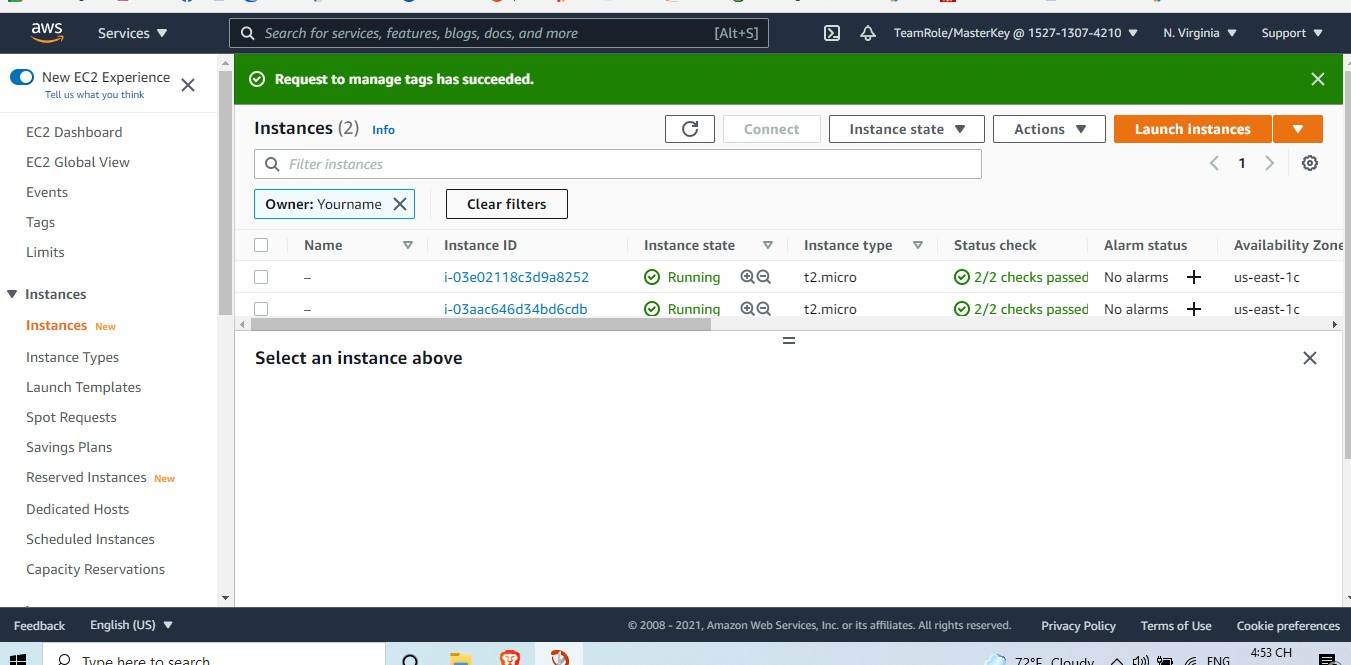 aws
Services
Search for services, features, blogs, docs, and more [Alt+S]
TeamRole/MasterKey @ 1527-1307-4210
N. Virginia
Support
New EC2 Experience
Tell us what you think
EC2 Dashboard
EC2 Global View
Events
Tags
Limits
Instances
Instances New
Instance Types
Launch Templates
Spot Requests
Savings Plans
Reserved Instances New
Dedicated Hosts
Scheduled Instances
Capacity Reservations
Request to manage tags has succeeded.
Instances (2) Info
Connect
Instance state
Actions
Launch instances
Filter instances
1
Owner: Yourname
Clear filters
Name Instance ID Instance state Instance type Status check Alarm status Availability Zone
– i-03e02118c3d9a8252 Running t2.micro 2/2 checks passed No alarms + us-east-1c
– i-03aac646d34bd6cdb Running t2.micro 2/2 checks passed No alarms + us-east-1c
Select an instance above
Feedback English (US) © 2008 - 2021, Amazon Web Services, Inc. or its affiliates. All rights reserved. Privacy Policy Terms of Use Cookie preferences
Type here to search
72°F Cloudy
ENG
4:53 CH